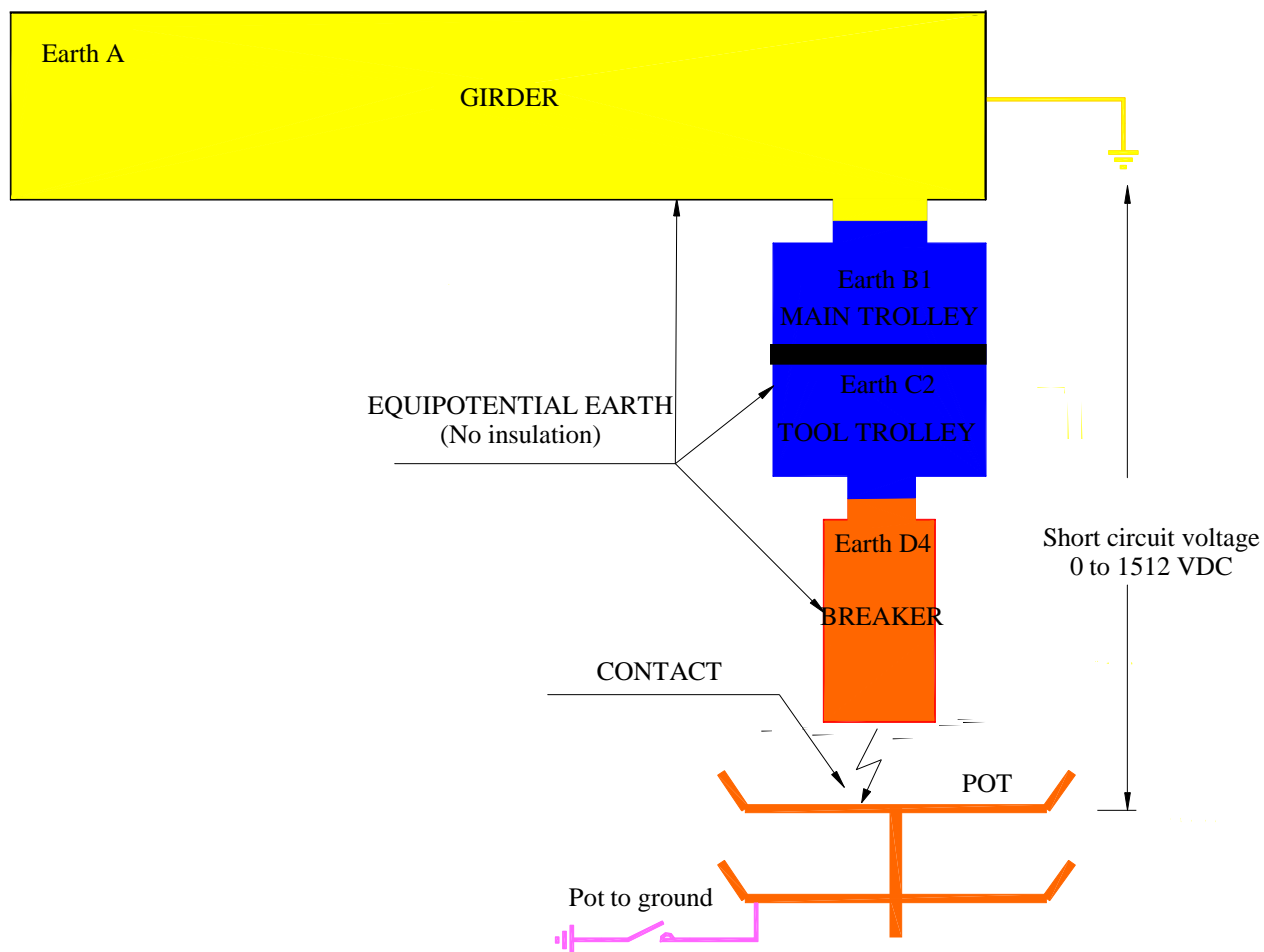 Earth A
GIRDER
Earth B1
MAIN TROLLEY
Earth C2
EQUIPOTENTIAL EARTH
(No insulation)
TOOL TROLLEY
Earth D4
Short circuit voltage
0 to 1512 VDC
BREAKER
CONTACT
POT
Pot to ground